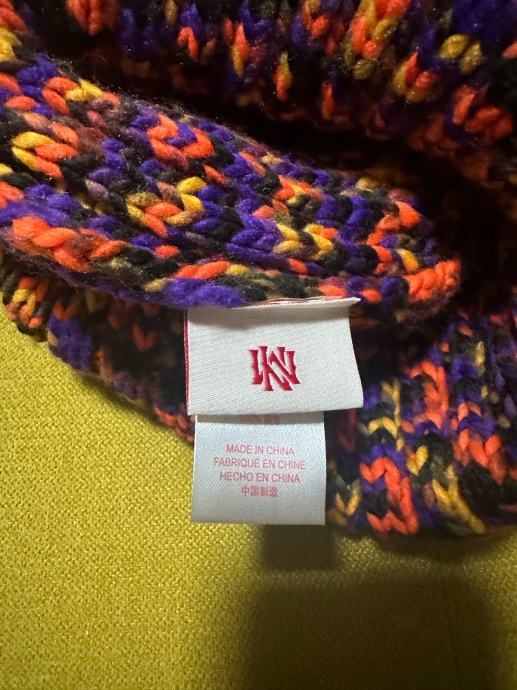 MADE IN CHINA
FABRIQUÉ EN CHINE
HECHO EN CHINA
中国制造